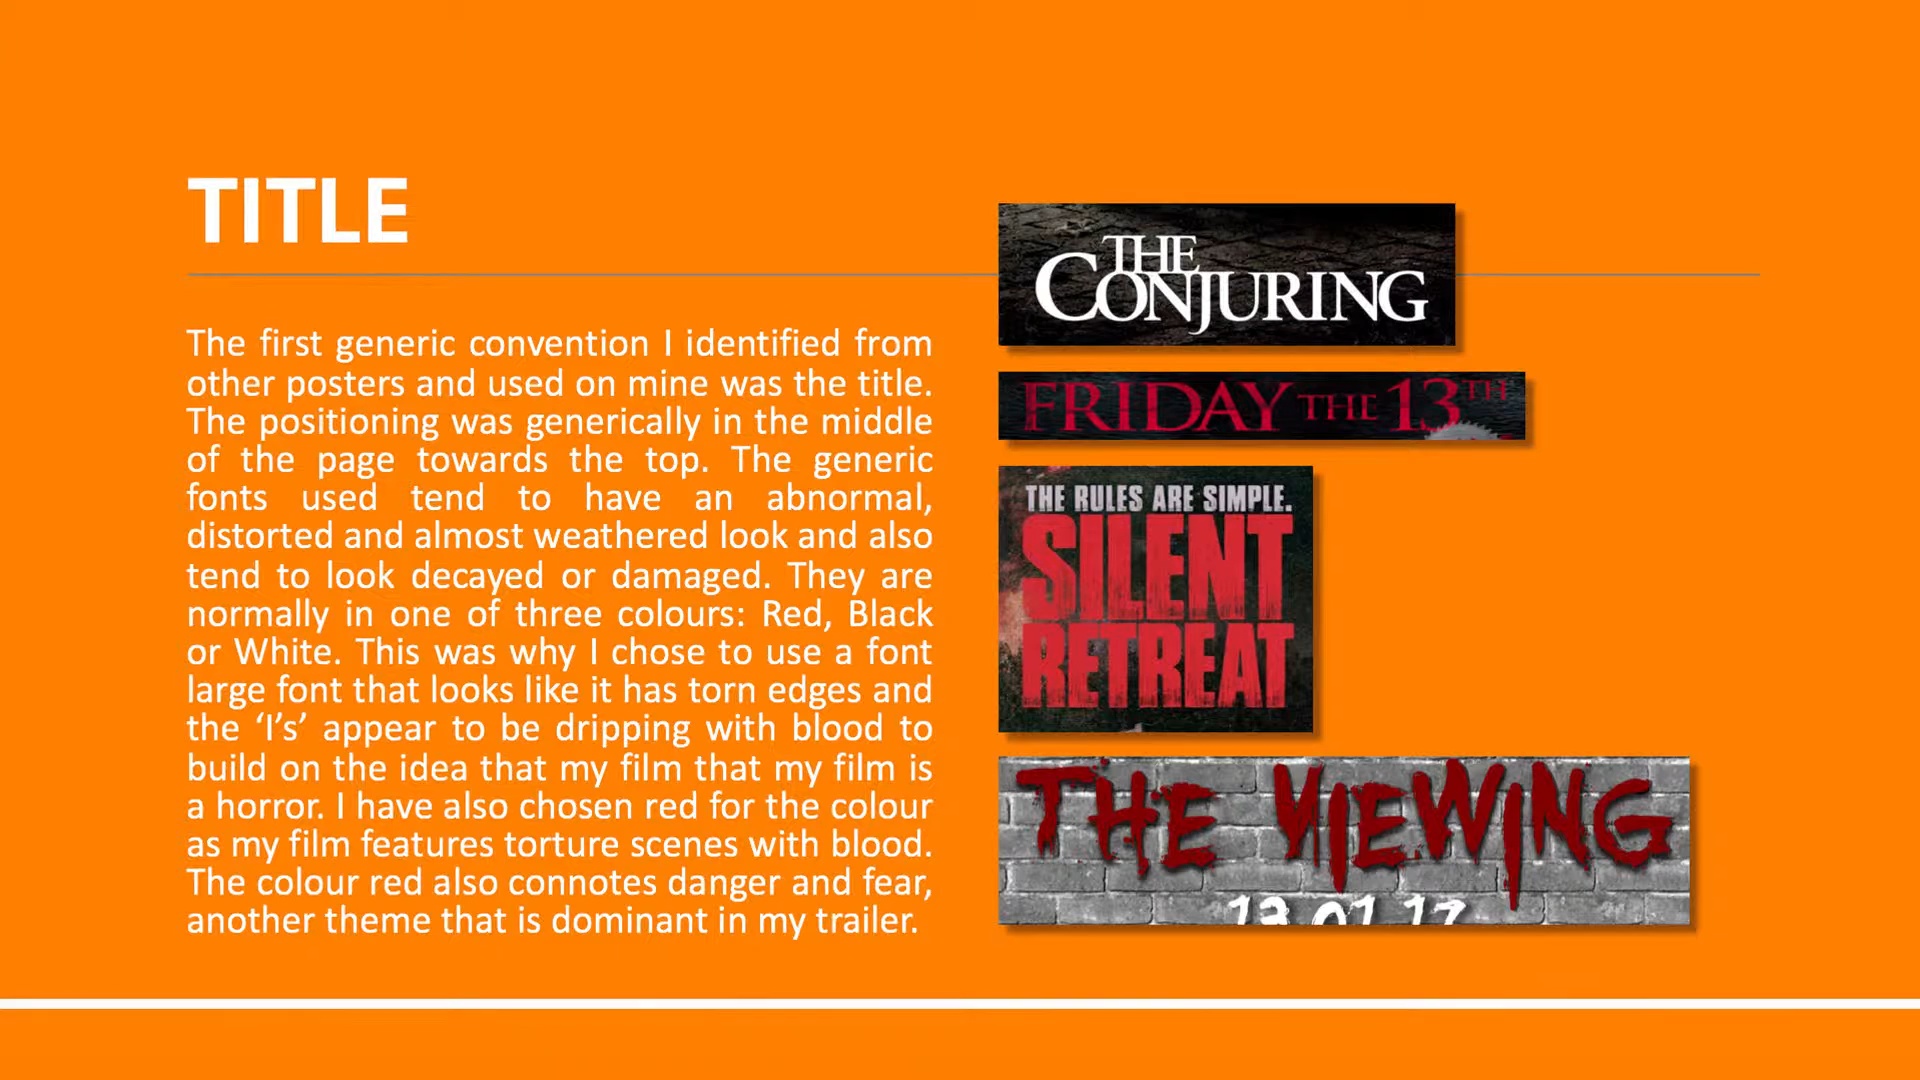 TITLE
The first generic convention I identified from
other posters and used on mine was the title.
The positioning was generically in the middle
of the page towards the top. The generic
fonts used tend to have an abnormal,
distorted and almost weathered look and also
tend to look decayed or damaged. They are
normally in one of three colours: Red, Black
or White. This was why I chose to use a font
large font that looks like it has torn edges and
the ‘I’s’ appear to be dripping with blood to
build on the idea that my film that my film is
a horror. I have also chosen red for the colour
as my film features torture scenes with blood.
The colour red also connotes danger and fear,
another theme that is dominant in my trailer.
THE
CONJURING
FRIDAY THE 13TH
THE RULES ARE SIMPLE.
SILENT
RETREAT
THE VIEWING
13.01.17